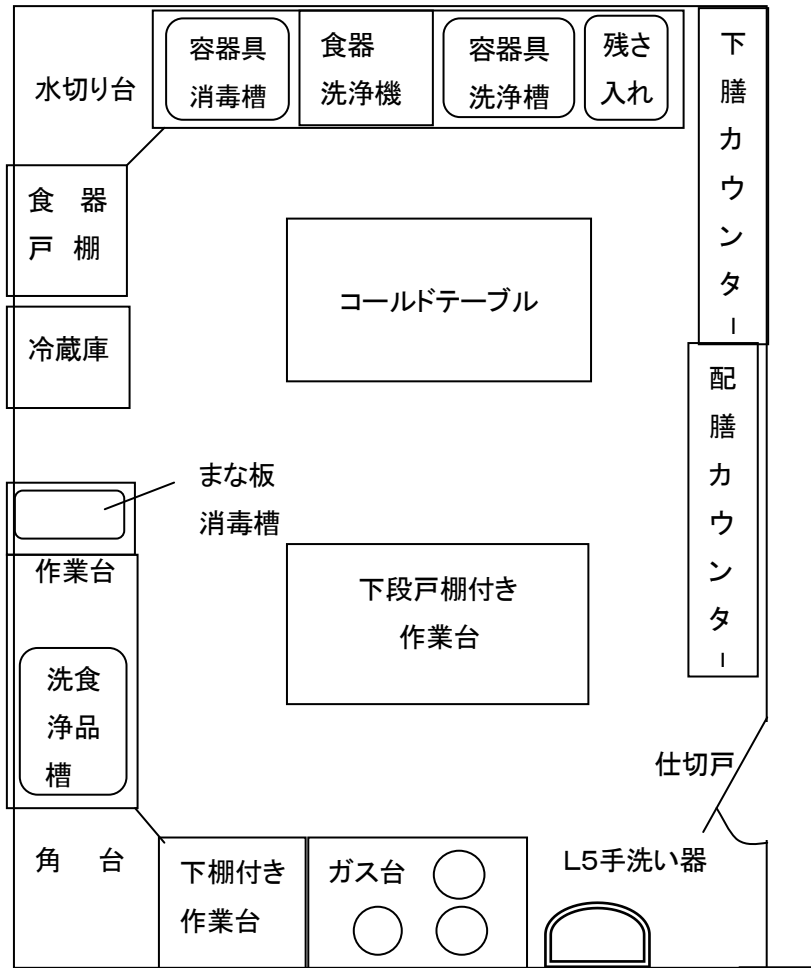 水切り台
容器具
消毒槽
食器
洗浄機
容器具
洗浄槽
残さ
入れ
下膳カウンター
食 器
戸 棚
コールドテーブル
冷蔵庫
配膳カウンター
まな板
消毒槽
作業台
下段戸棚付き
作業台
洗食
浄品
槽
仕切戸
角 台
下棚付き
作業台
ガス台
L5手洗い器